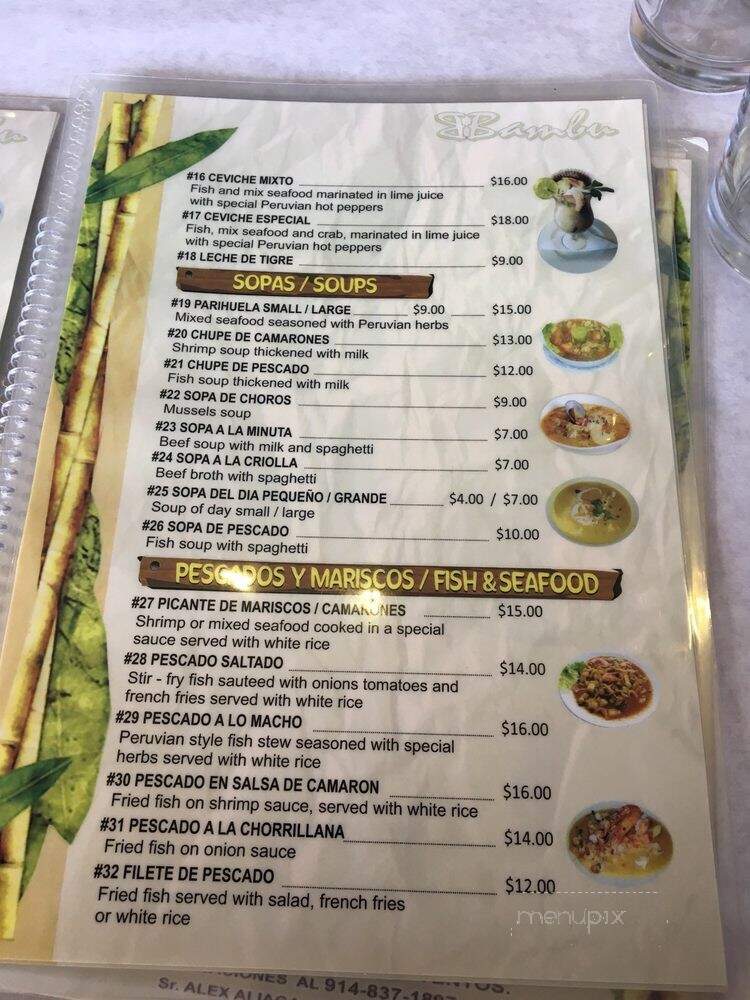 Bambu
#16 CEVICHE MIXTO $16.00
Fish and mix seafood marinated in lime juice
with special Peruvian hot peppers
#17 CEVICHE ESPECIAL $18.00
Fish, mix seafood and crab, marinated in lime juice
with special Peruvian hot peppers
#18 LECHE DE TIGRE $9.00
SOPAS / SOUPS
#19 PARIHUELA SMALL / LARGE $9.00 $15.00
Mixed seafood seasoned with Peruvian herbs
#20 CHUPE DE CAMARONES $13.00
Shrimp soup thickened with milk
#21 CHUPE DE PESCADO $12.00
Fish soup thickened with milk
#22 SOPA DE CHOROS $9.00
Mussels soup
#23 SOPA A LA MINUTA $7.00
Beef soup with milk and spaghetti
#24 SOPA A LA CRIOLLA $7.00
Beef broth with spaghetti
#25 SOPA DEL DIA PEQUEÑO / GRANDE $4.00 / $7.00
Soup of day small / large
#26 SOPA DE PESCADO $10.00
Fish soup with spaghetti
PESCADOS Y MARISCOS / FISH & SEAFOOD
#27 PICANTE DE MARISCOS / CAMARONES $15.00
Shrimp or mixed seafood cooked in a special
sauce served with white rice
#28 PESCADO SALTADO $14.00
Stir - fry fish sauteed with onions tomatoes and
french fries served with white rice
#29 PESCADO A LO MACHO $16.00
Peruvian style fish stew seasoned with special
herbs served with white rice
#30 PESCADO EN SALSA DE CAMARON $16.00
Fried fish on shrimp sauce, served with white rice
#31 PESCADO A LA CHORRILLANA $14.00
Fried fish on onion sauce
#32 FILETE DE PESCADO $12.00
Fried fish served with salad, french fries
or white rice
menupix
AL 914-837-
Sr. ALEX